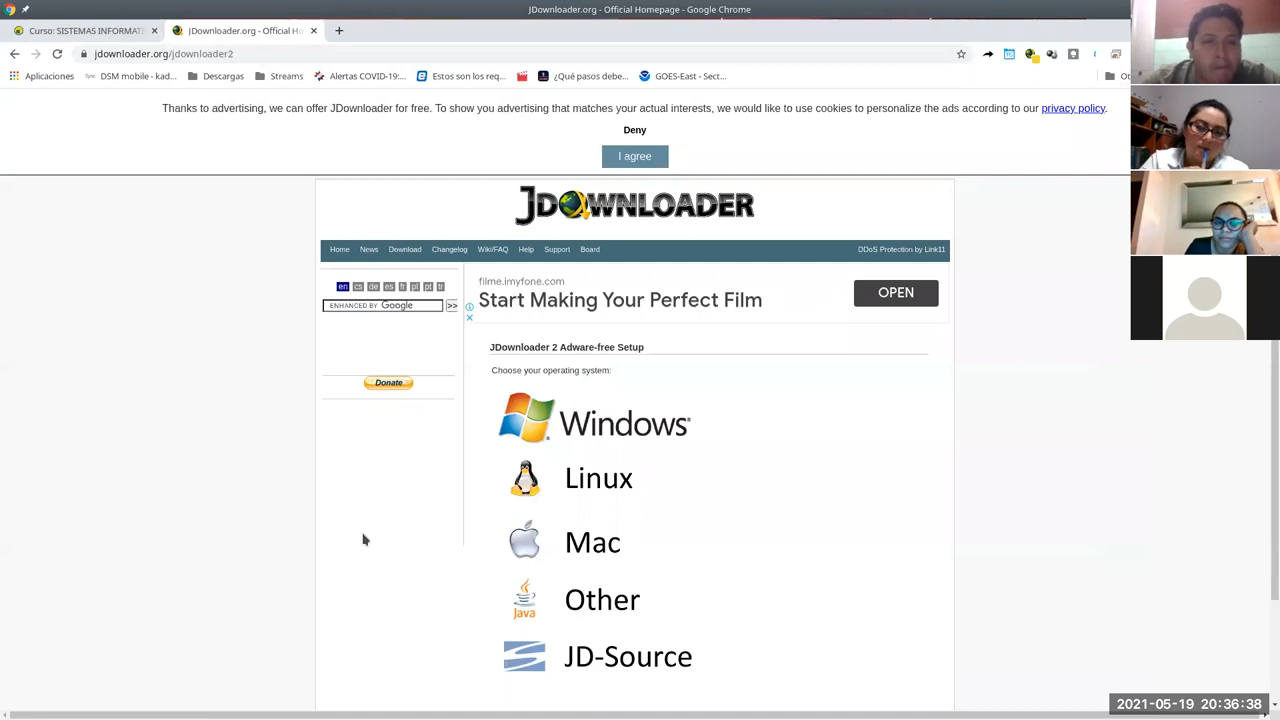 JDownloader.org - Official Homepage - Google Chrome
Curso: SISTEMAS INFORMAT
JDownloader.org - Official Ho
jdownloader.org/jdownloader2
Aplicaciones
DSM mobile - kad...
Descargas
Streams
Alertas COVID-19:...
Estos son los req...
¿Qué pasos debe...
GOES-East - Sect...
Ot
Thanks to advertising, we can offer JDownloader for free. To show you advertising that matches your actual interests, we would like to use cookies to personalize the ads according to our privacy policy.
Deny
I agree
JDOWNLOADER
Home News Download Changelog Wiki/FAQ Help Support Board DDoS Protection by Link11
en cs de es fr pl pt tr
ENHANCED BY Google >>
filme.imyfone.com
Start Making Your Perfect Film
OPEN
Donate
JDownloader 2 Adware-free Setup
Choose your operating system:
Windows
Linux
Mac
Java
Other
JD-Source
2021-05-19 20:36:38